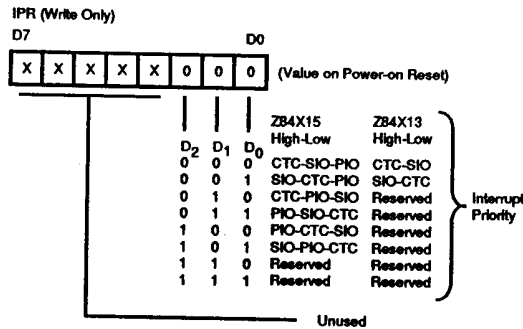 IPR (Write Only)
D7 D0
X X X X X 0 0 0 (Value on Power-on Reset)
Z84X15 Z84X13
High-Low High-Low
D2 D1 D0
0 0 0 CTC-SIO-PIO CTC-SIO
0 0 1 SIO-CTC-PIO SIO-CTC
0 1 0 CTC-PIO-SIO Reserved
0 1 1 PIO-SIO-CTC Reserved
1 0 0 PIO-CTC-SIO Reserved
1 0 1 SIO-PIO-CTC Reserved
1 1 0 Reserved Reserved
1 1 1 Reserved Reserved
Interrupt
Priority
Unused